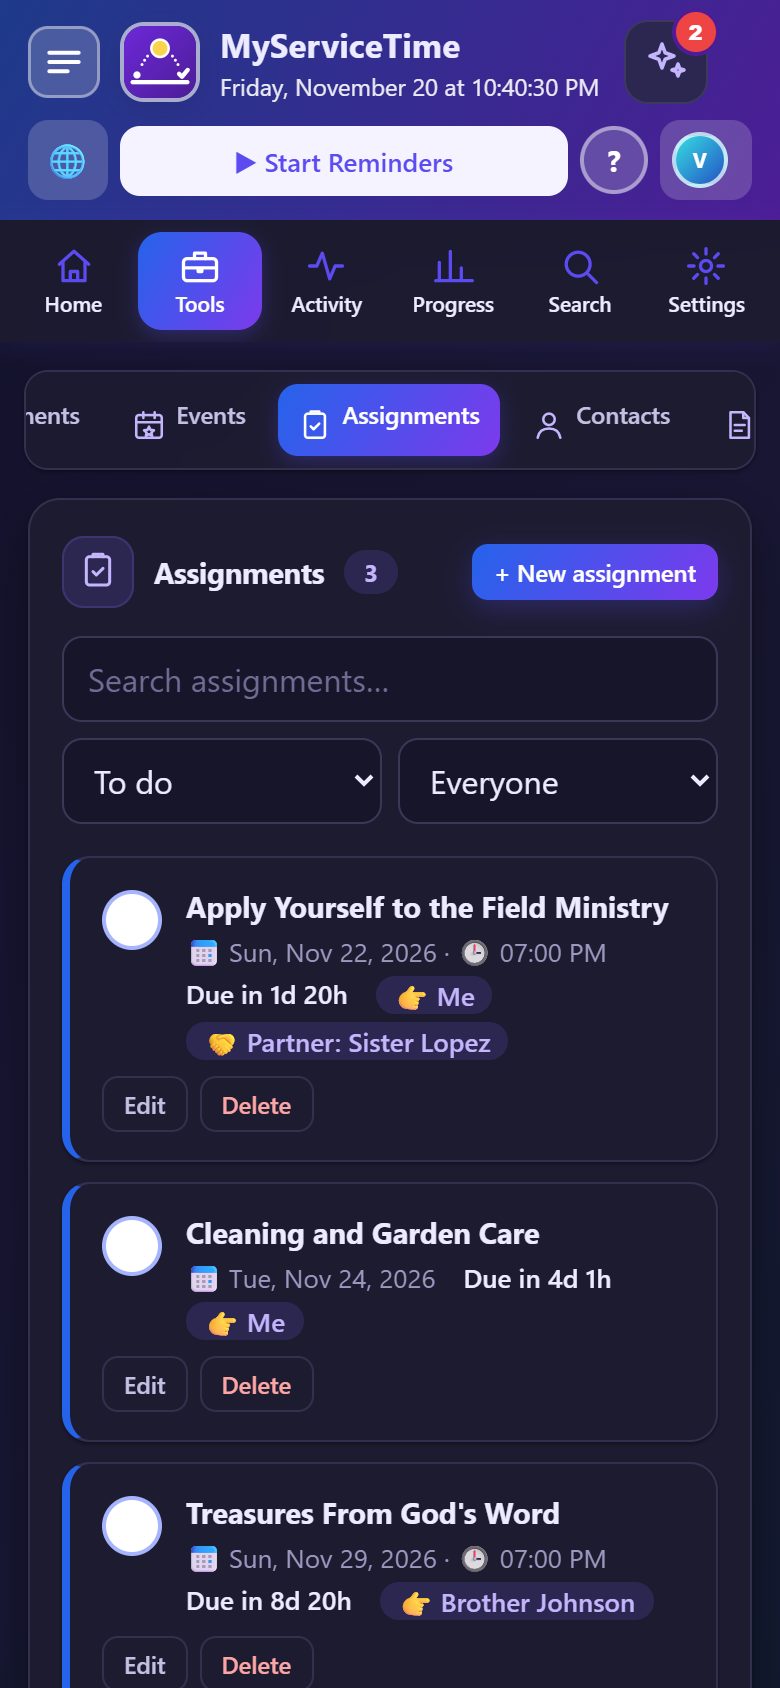 MyServiceTime
Friday, November 20 at 10:40:30 PM
2
▶ Start Reminders
?
V
Home
Tools
Activity
Progress
Search
Settings
nents
Events
Assignments
Contacts
Assignments
3
+ New assignment
Search assignments...
To do
Everyone
Apply Yourself to the Field Ministry
Sun, Nov 22, 2026 · 07:00 PM
Due in 1d 20h
👉 Me
🤝 Partner: Sister Lopez
Edit
Delete
Cleaning and Garden Care
Tue, Nov 24, 2026 Due in 4d 1h
👉 Me
Edit
Delete
Treasures From God's Word
Sun, Nov 29, 2026 · 07:00 PM
Due in 8d 20h
👉 Brother Johnson
Edit
Delete